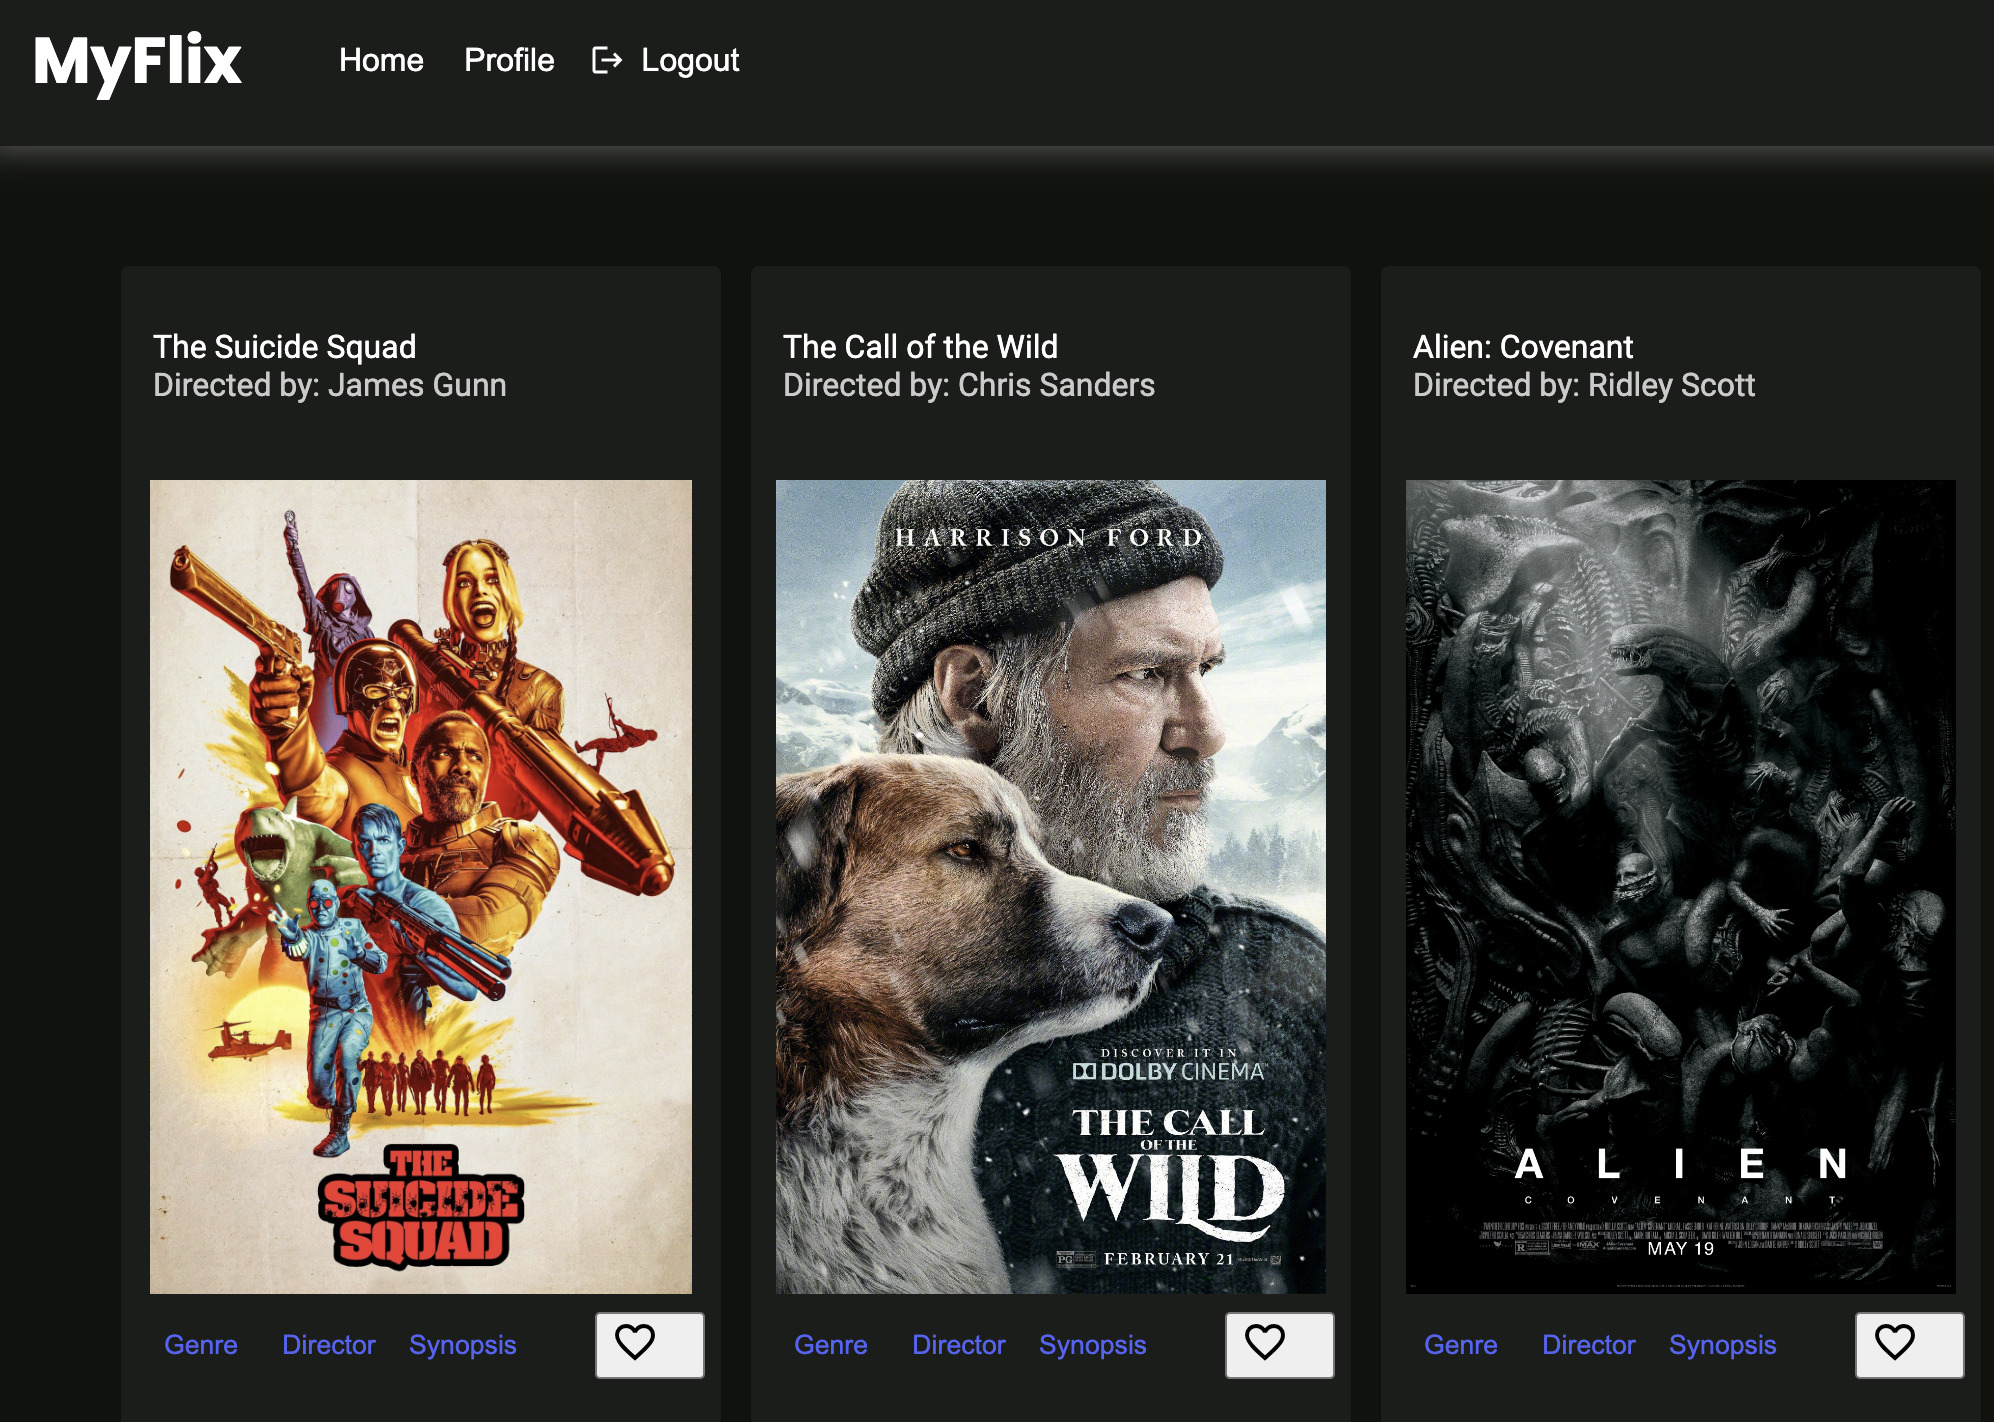 MyFlix
Home
Profile
Logout
The Suicide Squad
Directed by: James Gunn
THE
SUICIDE
SQUAD
Genre
Director
Synopsis
The Call of the Wild
Directed by: Chris Sanders
HARRISON FORD
DISCOVER IT IN
DOLBY CINEMA
THE CALL
OF THE
WILD
PG
FEBRUARY 21
Genre
Director
Synopsis
Alien: Covenant
Directed by: Ridley Scott
ALIEN
COVENANT
R
IMAX
MAY 19
Genre
Director
Synopsis